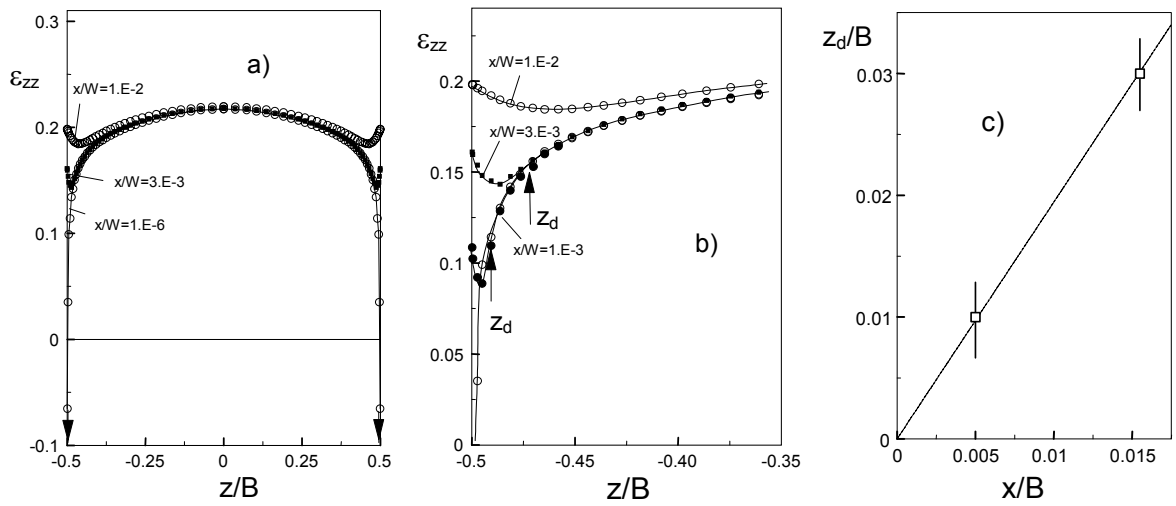 0.3
εzz
a)
x/W=1.E-2
0.2
x/W=3.E-3
x/W=1.E-6
0.1
0
-0.1
-0.5
-0.25
0
0.25
0.5
z/B
εzz
x/W=1.E-2
0.2
x/W=3.E-3
0.15
zd
x/W=1.E-3
b)
0.1
zd
0.05
0
-0.5
-0.45
-0.40
-0.35
z/B
zd/B
0.03
c)
0.02
0.01
0
0
0.005
0.01
0.015
x/B